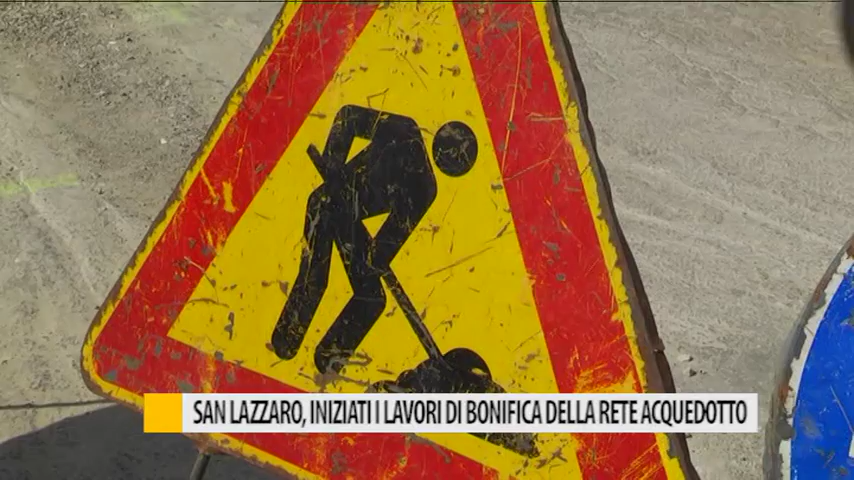 SAN LAZZARO, INIZIATI I LAVORI DI BONIFICA DELLA RETE ACQUEDOTTO